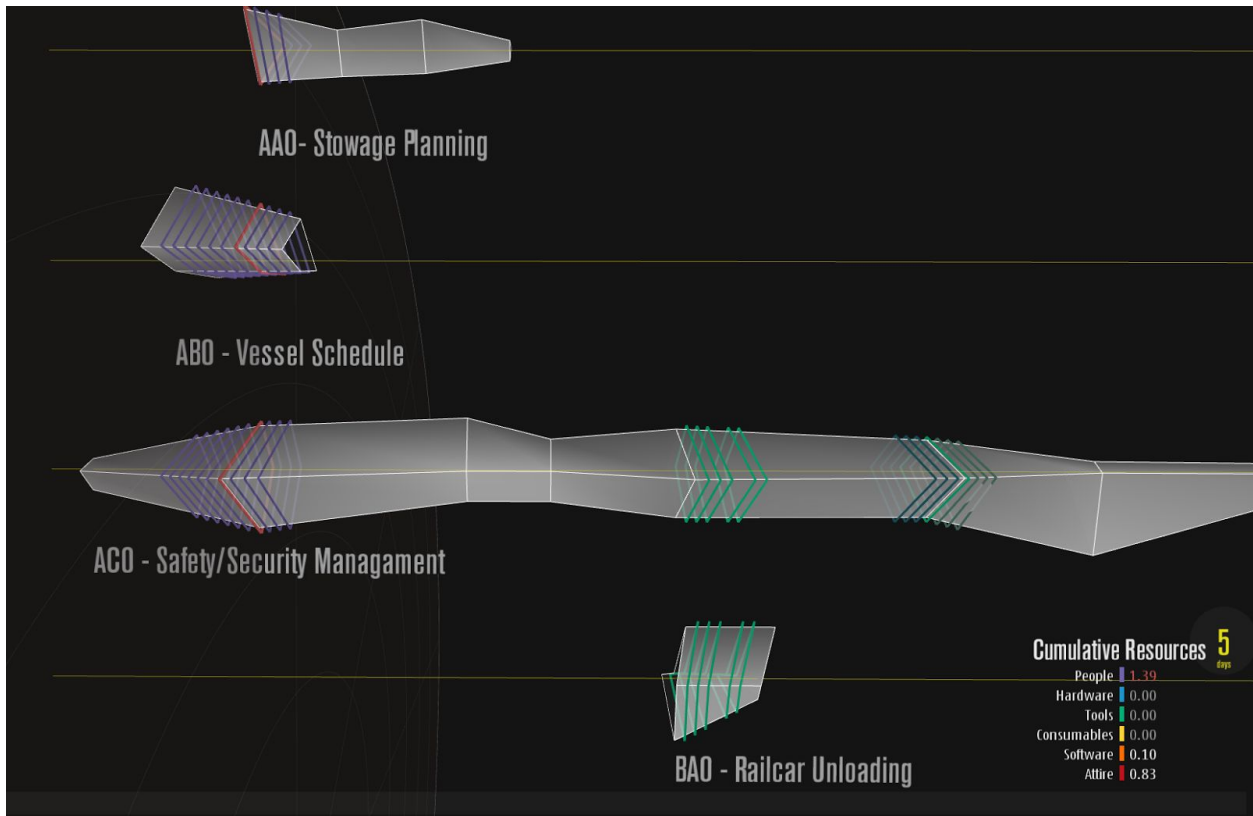 AAO- Stowage Planning
ABO - Vessel Schedule
ACO - Safety/Security Managament
BAO - Railcar Unloading
Cumulative Resources 5 days
People 1.39
Hardware 0.00
Tools 0.00
Consumables 0.00
Software 0.10
Attire 0.83